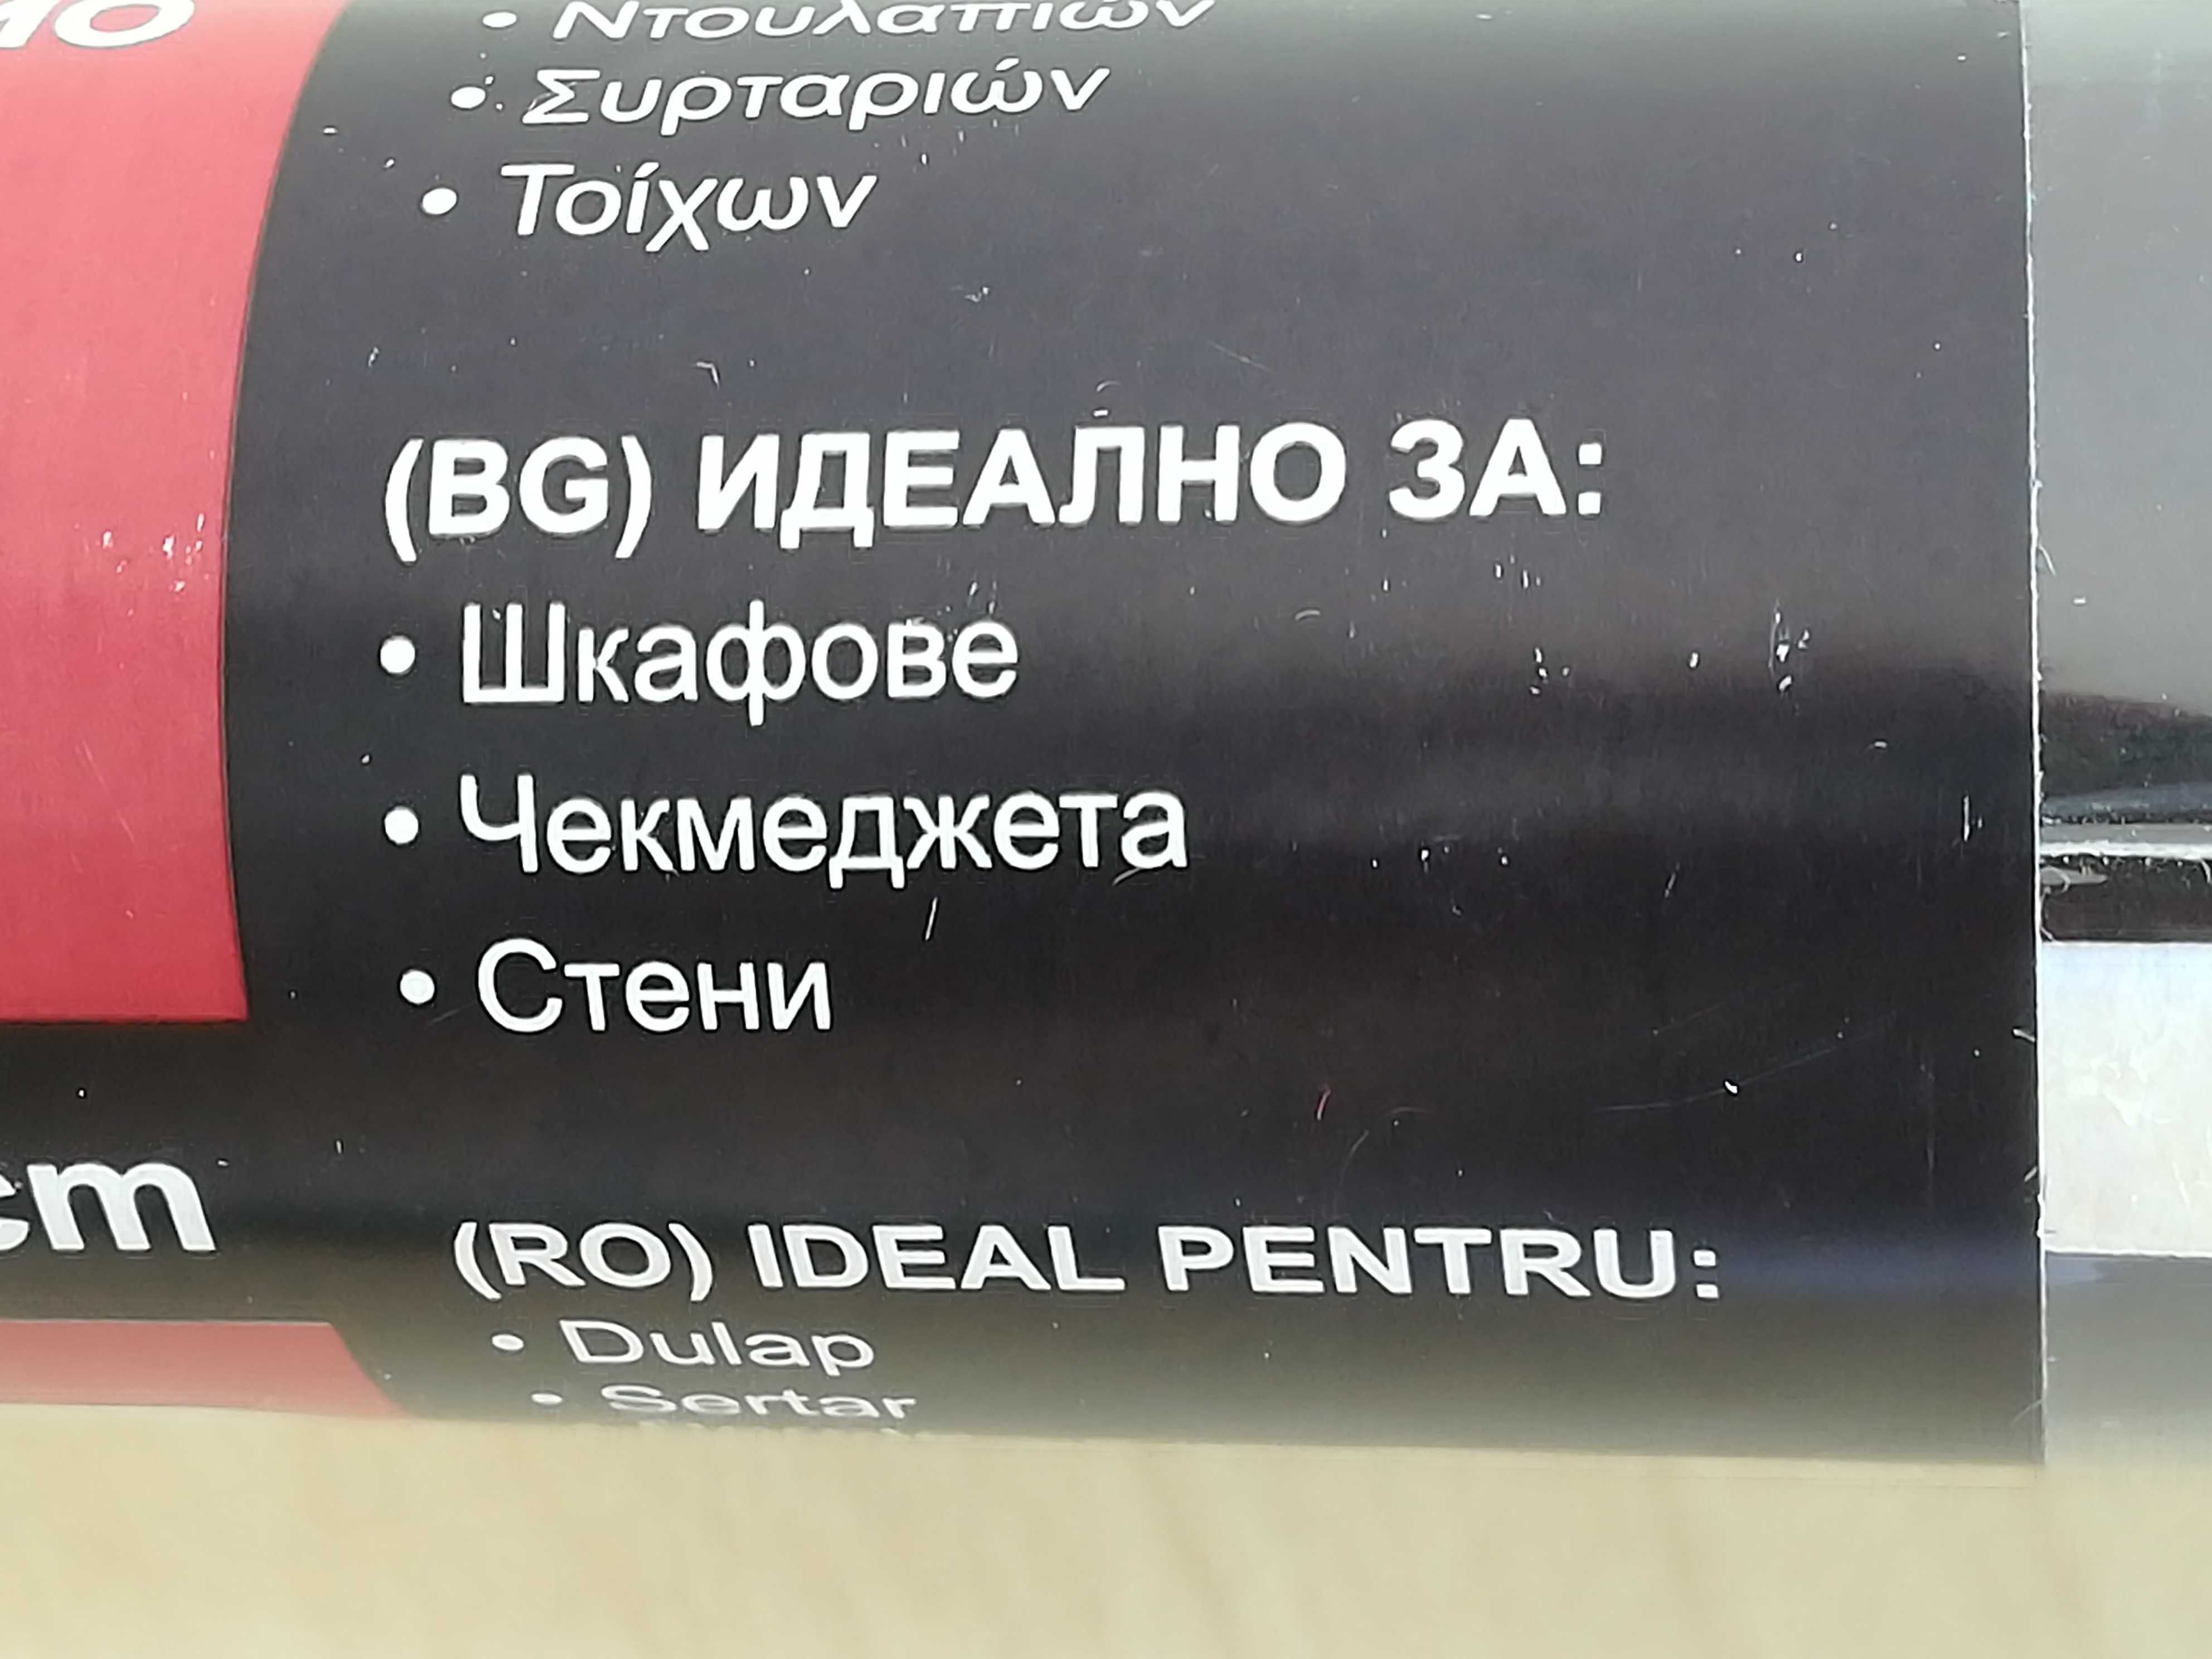 • Ντουλαπιών
• Συρταριών
• Τοίχων
(BG) ИДЕАЛНО ЗА:
• Шкафове
• Чекмеджета
• Стени
cm
(RO) IDEAL PENTRU:
• Dulap
• Sertar